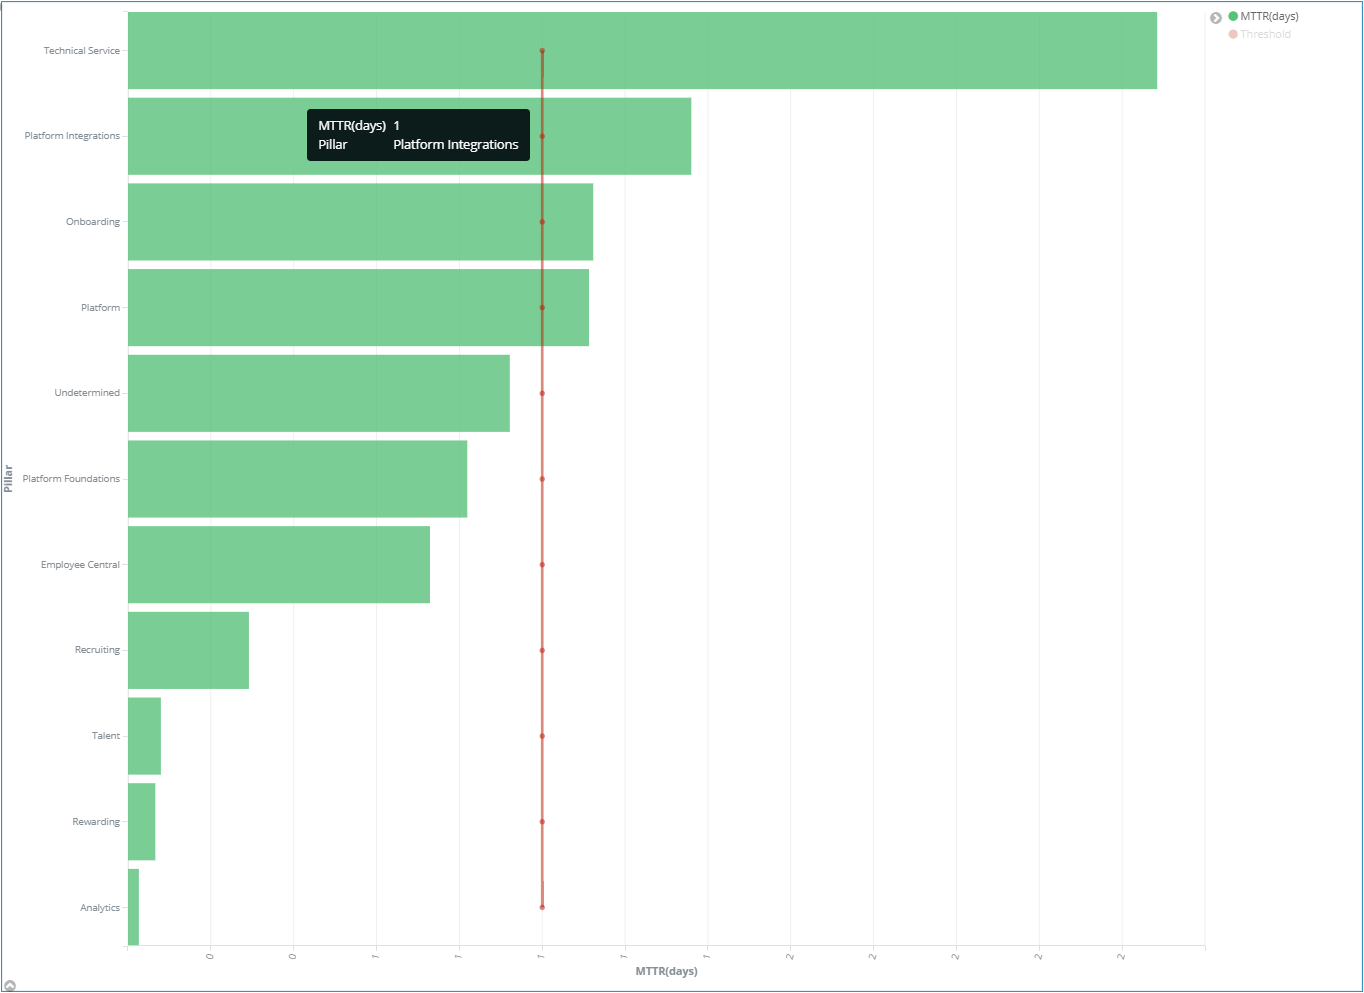 MTTR(days)
Threshold
Technical Service
Platform Integrations
MTTR(days) 1
Pillar Platform Integrations
Onboarding
Platform
Undetermined
Platform Foundations
Employee Central
Recruiting
Talent
Rewarding
Analytics
Pillar
0 0 1 1 1 1 1 2 2 2 2 2
MTTR(days)